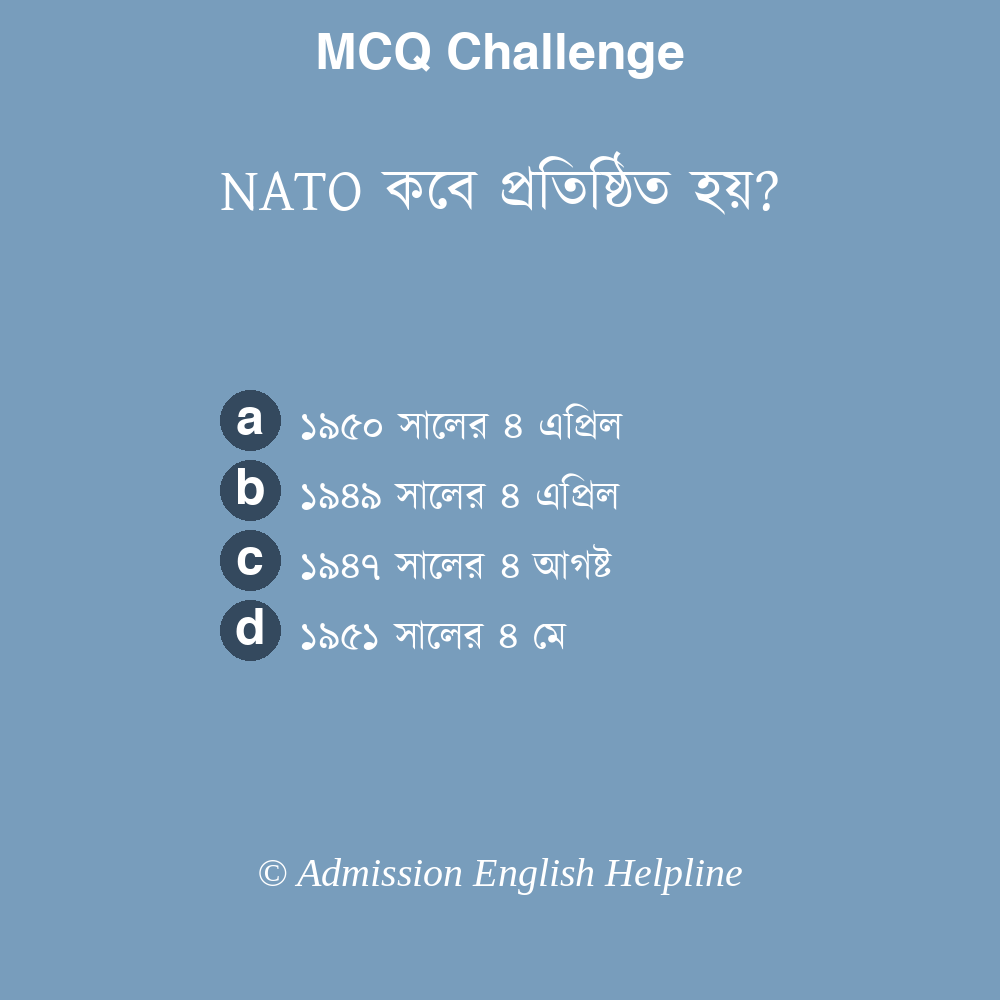 MCQ Challenge
NATO কবে প্রতিষ্ঠিত হয়?
a ১৯৫০ সালের ৪ এপ্রিল
b ১৯৪৯ সালের ৪ এপ্রিল
c ১৯৪৭ সালের ৪ আগষ্ট
d ১৯৫১ সালের ৪ মে
© Admission English Helpline